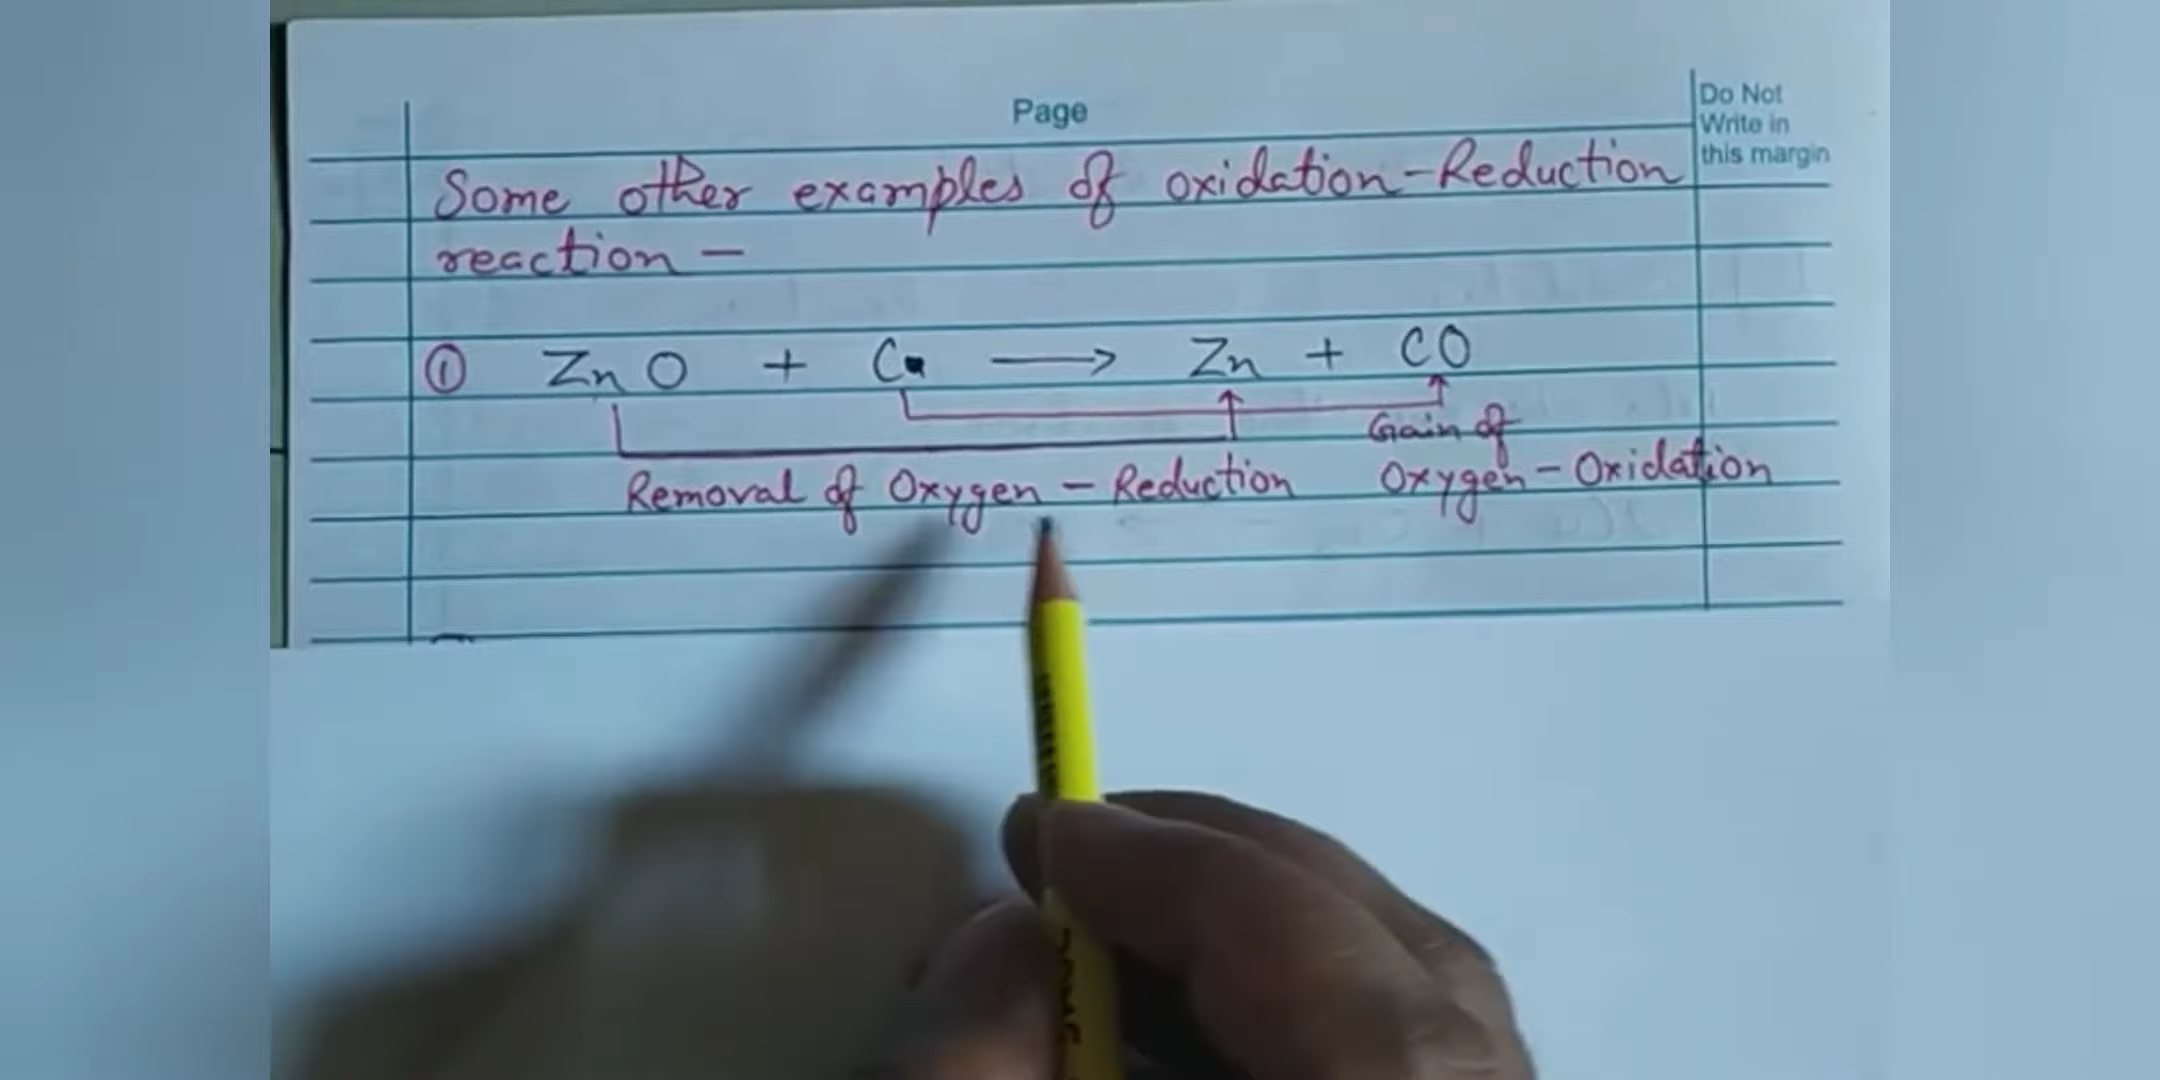 Page
Do Not
Write in
this margin
Some other examples of oxidation-Reduction
reaction -
① ZnO + C → Zn + CO
Gain of
Removal of Oxygen - Reduction Oxygen - Oxidation